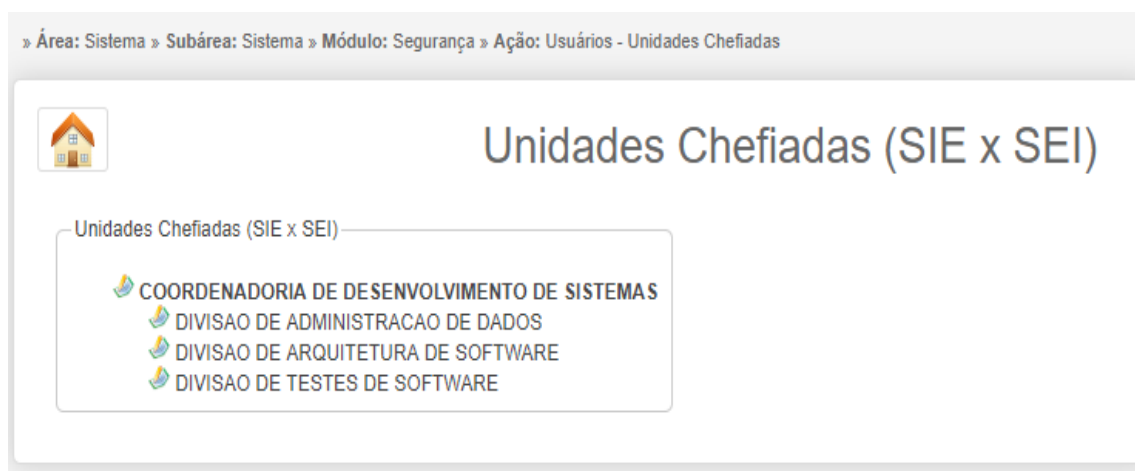 » Área: Sistema » Subárea: Sistema » Módulo: Segurança » Ação: Usuários - Unidades Chefiadas
Unidades Chefiadas (SIE x SEI)
Unidades Chefiadas (SIE x SEI)
COORDENADORIA DE DESENVOLVIMENTO DE SISTEMAS
DIVISAO DE ADMINISTRACAO DE DADOS
DIVISAO DE ARQUITETURA DE SOFTWARE
DIVISAO DE TESTES DE SOFTWARE